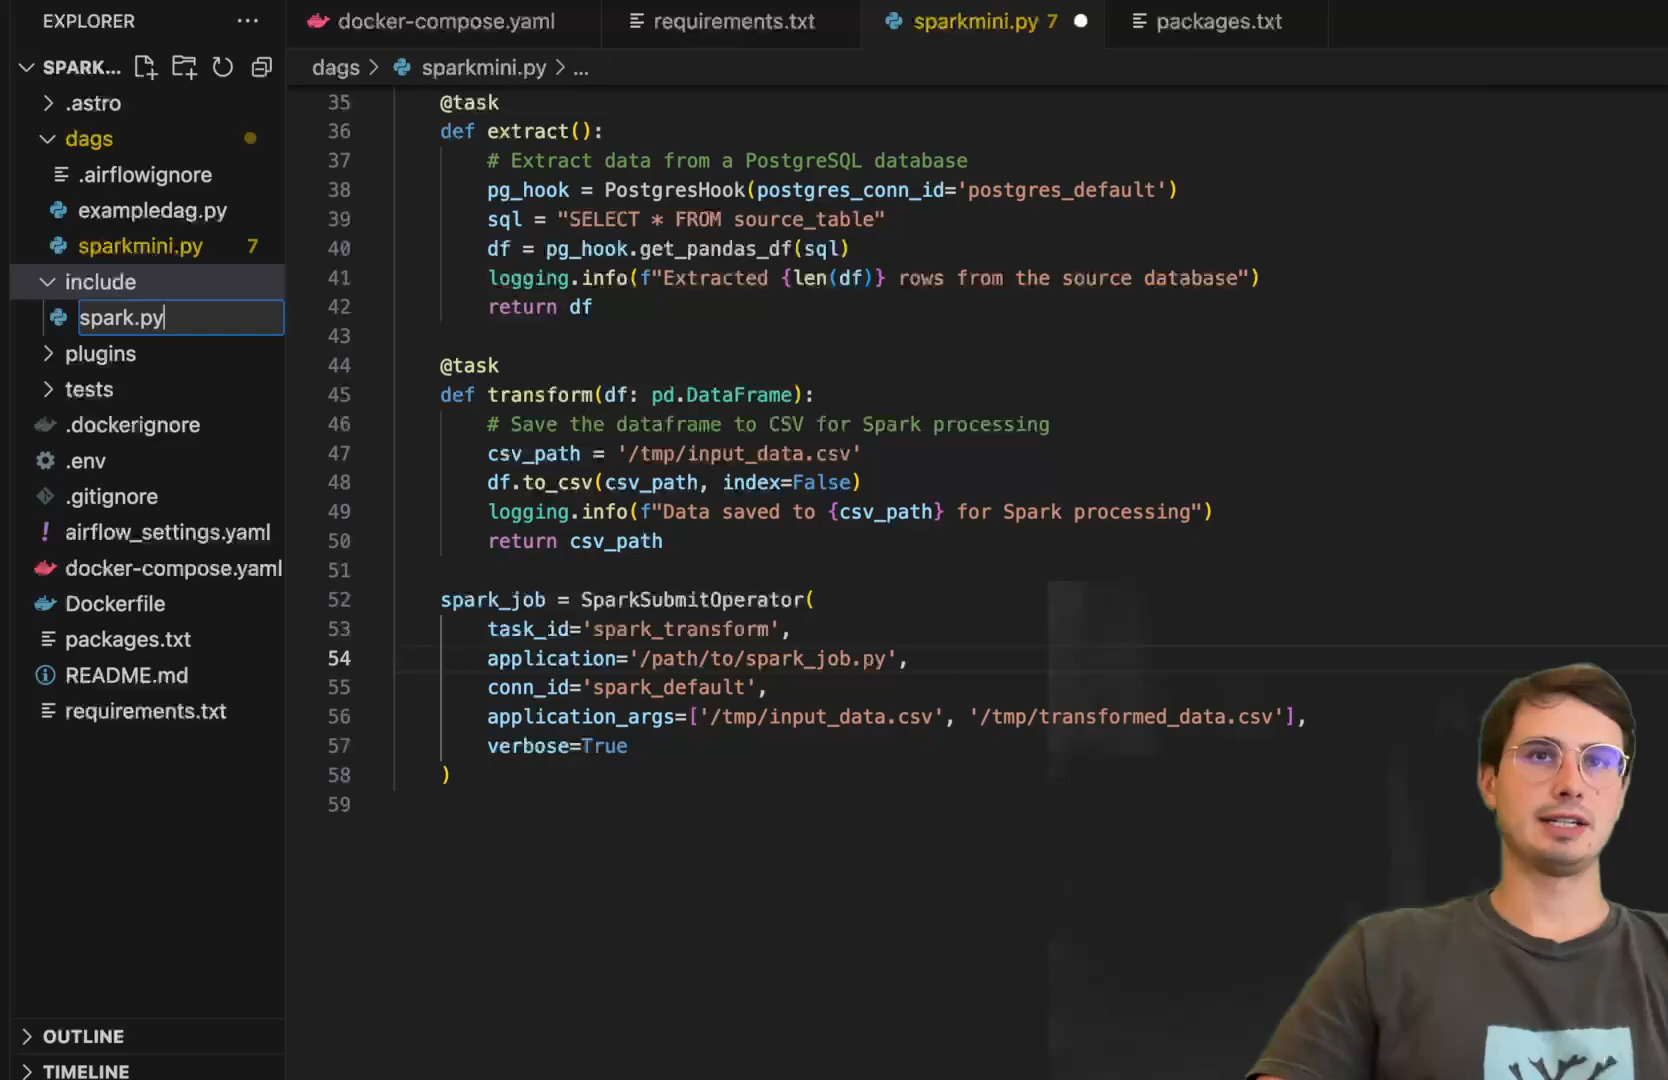 EXPLORER ...
SPARK...
.astro
dags
.airflowignore
exampledag.py
sparkmini.py 7
include
spark.py
plugins
tests
.dockerignore
.env
.gitignore
airflow_settings.yaml
docker-compose.yaml
Dockerfile
packages.txt
README.md
requirements.txt
OUTLINE
TIMELINE
docker-compose.yaml requirements.txt sparkmini.py 7 packages.txt
dags > sparkmini.py > ...
35 @task
36 def extract():
37 # Extract data from a PostgreSQL database
38 pg_hook = PostgresHook(postgres_conn_id='postgres_default')
39 sql = "SELECT * FROM source_table"
40 df = pg_hook.get_pandas_df(sql)
41 logging.info(f"Extracted {len(df)} rows from the source database")
42 return df
43
44 @task
45 def transform(df: pd.DataFrame):
46 # Save the dataframe to CSV for Spark processing
47 csv_path = '/tmp/input_data.csv'
48 df.to_csv(csv_path, index=False)
49 logging.info(f"Data saved to {csv_path} for Spark processing")
50 return csv_path
51
52 spark_job = SparkSubmitOperator(
53 task_id='spark_transform',
54 application='/path/to/spark_job.py',
55 conn_id='spark_default',
56 application_args=['/tmp/input_data.csv', '/tmp/transformed_data.csv'],
57 verbose=True
58 )
59